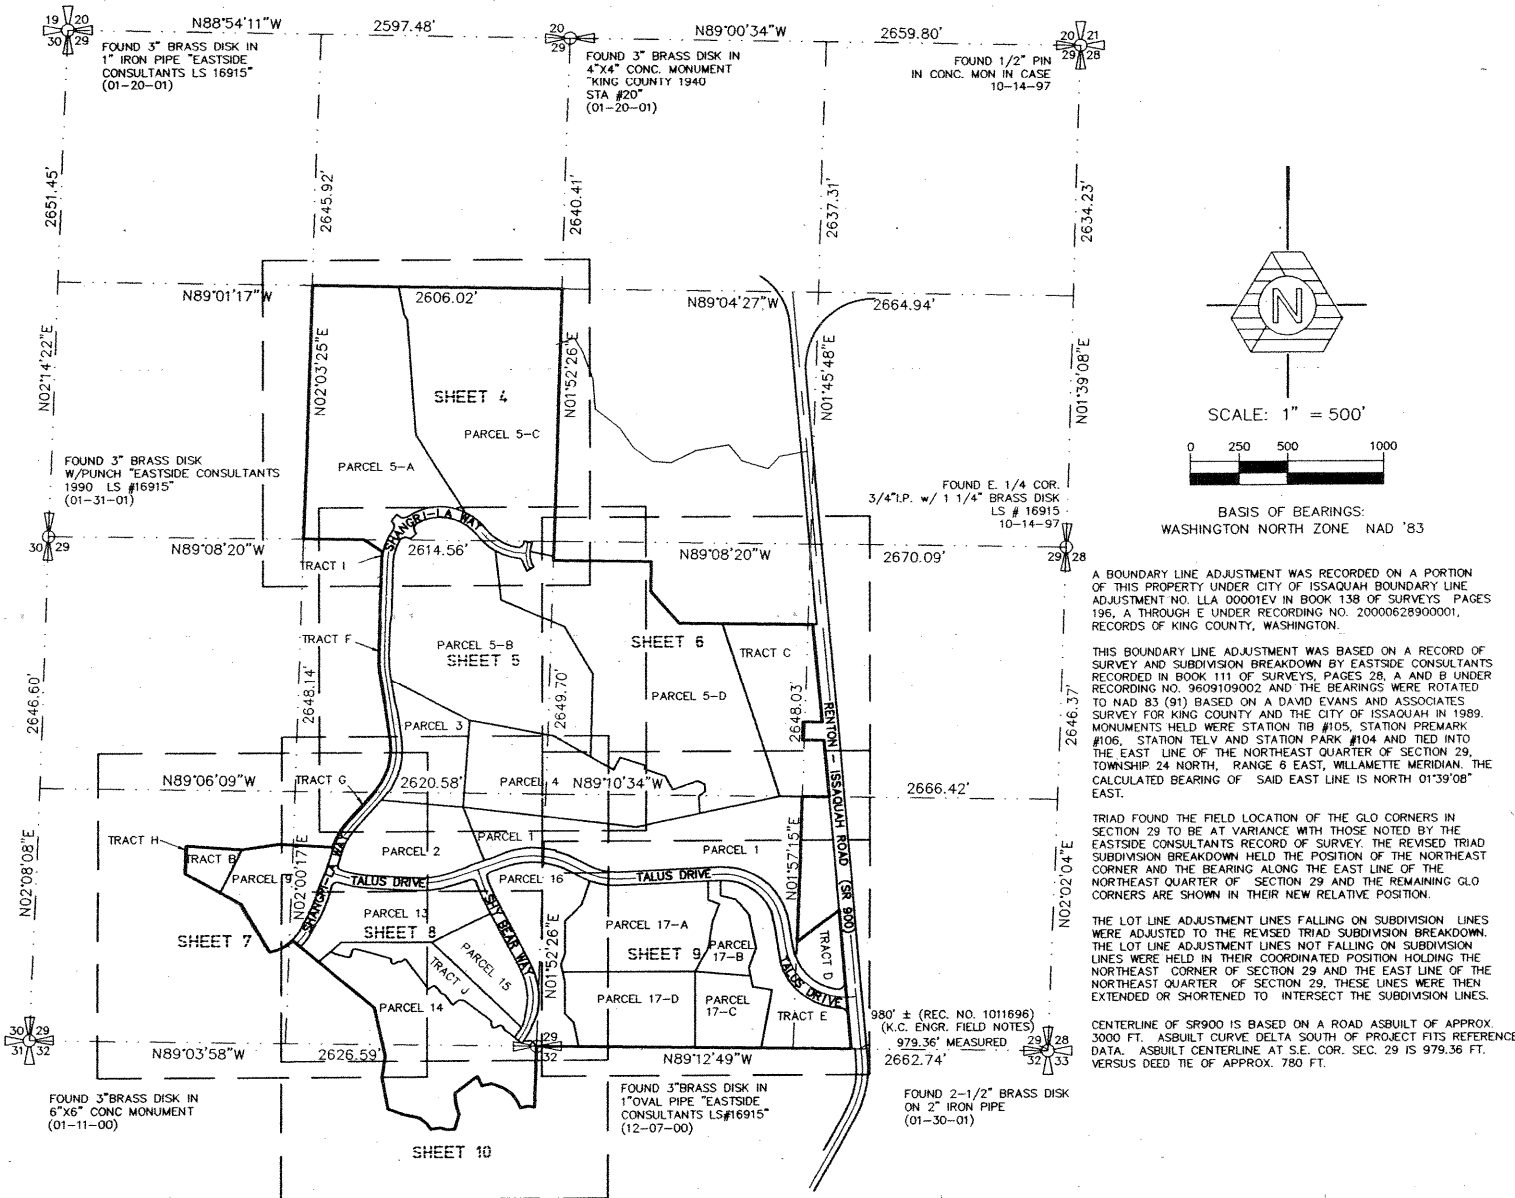 19 20
30 29
N88°54'11"W
2597.48'
20
29
N89°00'34"W
2659.80'
20 21
29 28
FOUND 3" BRASS DISK IN
1" IRON PIPE "EASTSIDE
CONSULTANTS LS 16915"
(01-20-01)
FOUND 3" BRASS DISK IN
4"X4" CONC. MONUMENT
"KING COUNTY 1940
STA #20"
(01-20-01)
FOUND 1/2" PIN
IN CONC. MON IN CASE
10-14-97
2651.45'
2645.92'
2640.41'
2637.31'
2634.23'
N89°01'17"W
2606.02'
N89°04'27"W
2664.94'
N02°14'22"E
N02°03'25"E
N01°52'26"E
N01°45'48"E
N01°39'08"E
SHEET 4
PARCEL 5-C
PARCEL 5-A
N
SCALE: 1" = 500'
0 250 500 1000
BASIS OF BEARINGS:
WASHINGTON NORTH ZONE NAD '83
FOUND 3" BRASS DISK
W/PUNCH "EASTSIDE CONSULTANTS
1990 LS #16915"
(01-31-01)
FOUND E. 1/4 COR.
3/4"I.P. w/ 1 1/4" BRASS DISK
LS # 16915
10-14-97
30 29
N89°08'20"W
SHANGRI-LA WAY
2614.56'
N89°08'20"W
2670.09'
29 28
TRACT I
TRACT F
PARCEL 5-B
SHEET 5
SHEET 6
TRACT C
PARCEL 5-D
2646.60'
2648.14'
2649.70'
2648.03'
2646.37'
PARCEL 3
RENTON - ISSAQUAH ROAD (SR 900)
N89°06'09"W
TRACT G
2620.58'
PARCEL 4
N89°10'34"W
2666.42'
TRACT H
TRACT B
PARCEL 9
SHANGRI-LA WAY
PARCEL 2
PARCEL 1
PARCEL 1
TALUS DRIVE
PARCEL 16
TALUS DRIVE
N02°08'08"E
N02°00'17"E
N01°52'26"E
N01°57'15"E
N02°02'04"E
SHEET 7
PARCEL 13
SHEET 8
SHY BEAR WAY
PARCEL 15
TRACT J
PARCEL 14
PARCEL 17-A
SHEET 9
PARCEL
17-B
PARCEL 17-D
PARCEL
17-C
TALUS DRIVE
TRACT D
TRACT E
980' ± (REC. NO. 1011696)
(K.C. ENGR. FIELD NOTES)
979.36' MEASURED
30 29
31 32
N89°03'58"W
2626.59'
29
32
N89°12'49"W
2662.74'
29 28
32 33
FOUND 3"BRASS DISK IN
6"X6" CONC MONUMENT
(01-11-00)
FOUND 3"BRASS DISK IN
1"OVAL PIPE "EASTSIDE
CONSULTANTS LS#16915"
(12-07-00)
FOUND 2-1/2" BRASS DISK
ON 2" IRON PIPE
(01-30-01)
SHEET 10
A BOUNDARY LINE ADJUSTMENT WAS RECORDED ON A PORTION
OF THIS PROPERTY UNDER CITY OF ISSAQUAH BOUNDARY LINE
ADJUSTMENT NO. LLA 00001EV IN BOOK 138 OF SURVEYS PAGES
196, A THROUGH E UNDER RECORDING NO. 20000628900001,
RECORDS OF KING COUNTY, WASHINGTON.
THIS BOUNDARY LINE ADJUSTMENT WAS BASED ON A RECORD OF
SURVEY AND SUBDIVISION BREAKDOWN BY EASTSIDE CONSULTANTS
RECORDED IN BOOK 111 OF SURVEYS, PAGES 28, A AND B UNDER
RECORDING NO. 9609109002 AND THE BEARINGS WERE ROTATED
TO NAD 83 (91) BASED ON A DAVID EVANS AND ASSOCIATES
SURVEY FOR KING COUNTY AND THE CITY OF ISSAQUAH IN 1989.
MONUMENTS HELD WERE STATION TIB #105, STATION PREMARK
#106, STATION TELV AND STATION PARK #104 AND TIED INTO
THE EAST LINE OF THE NORTHEAST QUARTER OF SECTION 29,
TOWNSHIP 24 NORTH, RANGE 6 EAST, WILLAMETTE MERIDIAN. THE
CALCULATED BEARING OF SAID EAST LINE IS NORTH 01°39'08"
EAST.
TRIAD FOUND THE FIELD LOCATION OF THE GLO CORNERS IN
SECTION 29 TO BE AT VARIANCE WITH THOSE NOTED BY THE
EASTSIDE CONSULTANTS RECORD OF SURVEY. THE REVISED TRIAD
SUBDIVISION BREAKDOWN HELD THE POSITION OF THE NORTHEAST
CORNER AND THE BEARING ALONG THE EAST LINE OF THE
NORTHEAST QUARTER OF SECTION 29 AND THE REMAINING GLO
CORNERS ARE SHOWN IN THEIR NEW RELATIVE POSITION.
THE LOT LINE ADJUSTMENT LINES FALLING ON SUBDIVISION LINES
WERE ADJUSTED TO THE REVISED TRIAD SUBDIVISION BREAKDOWN.
THE LOT LINE ADJUSTMENT LINES NOT FALLING ON SUBDIVISION
LINES WERE HELD IN THEIR COORDINATED POSITION HOLDING THE
NORTHEAST CORNER OF SECTION 29 AND THE EAST LINE OF THE
NORTHEAST QUARTER OF SECTION 29, THESE LINES WERE THEN
EXTENDED OR SHORTENED TO INTERSECT THE SUBDIVISION LINES.
CENTERLINE OF SR900 IS BASED ON A ROAD ASBUILT OF APPROX.
3000 FT. ASBUILT CURVE DELTA SOUTH OF PROJECT FITS REFERENCE
DATA. ASBUILT CENTERLINE AT S.E. COR. SEC. 29 IS 979.36 FT.
VERSUS DEED TIE OF APPROX. 780 FT.